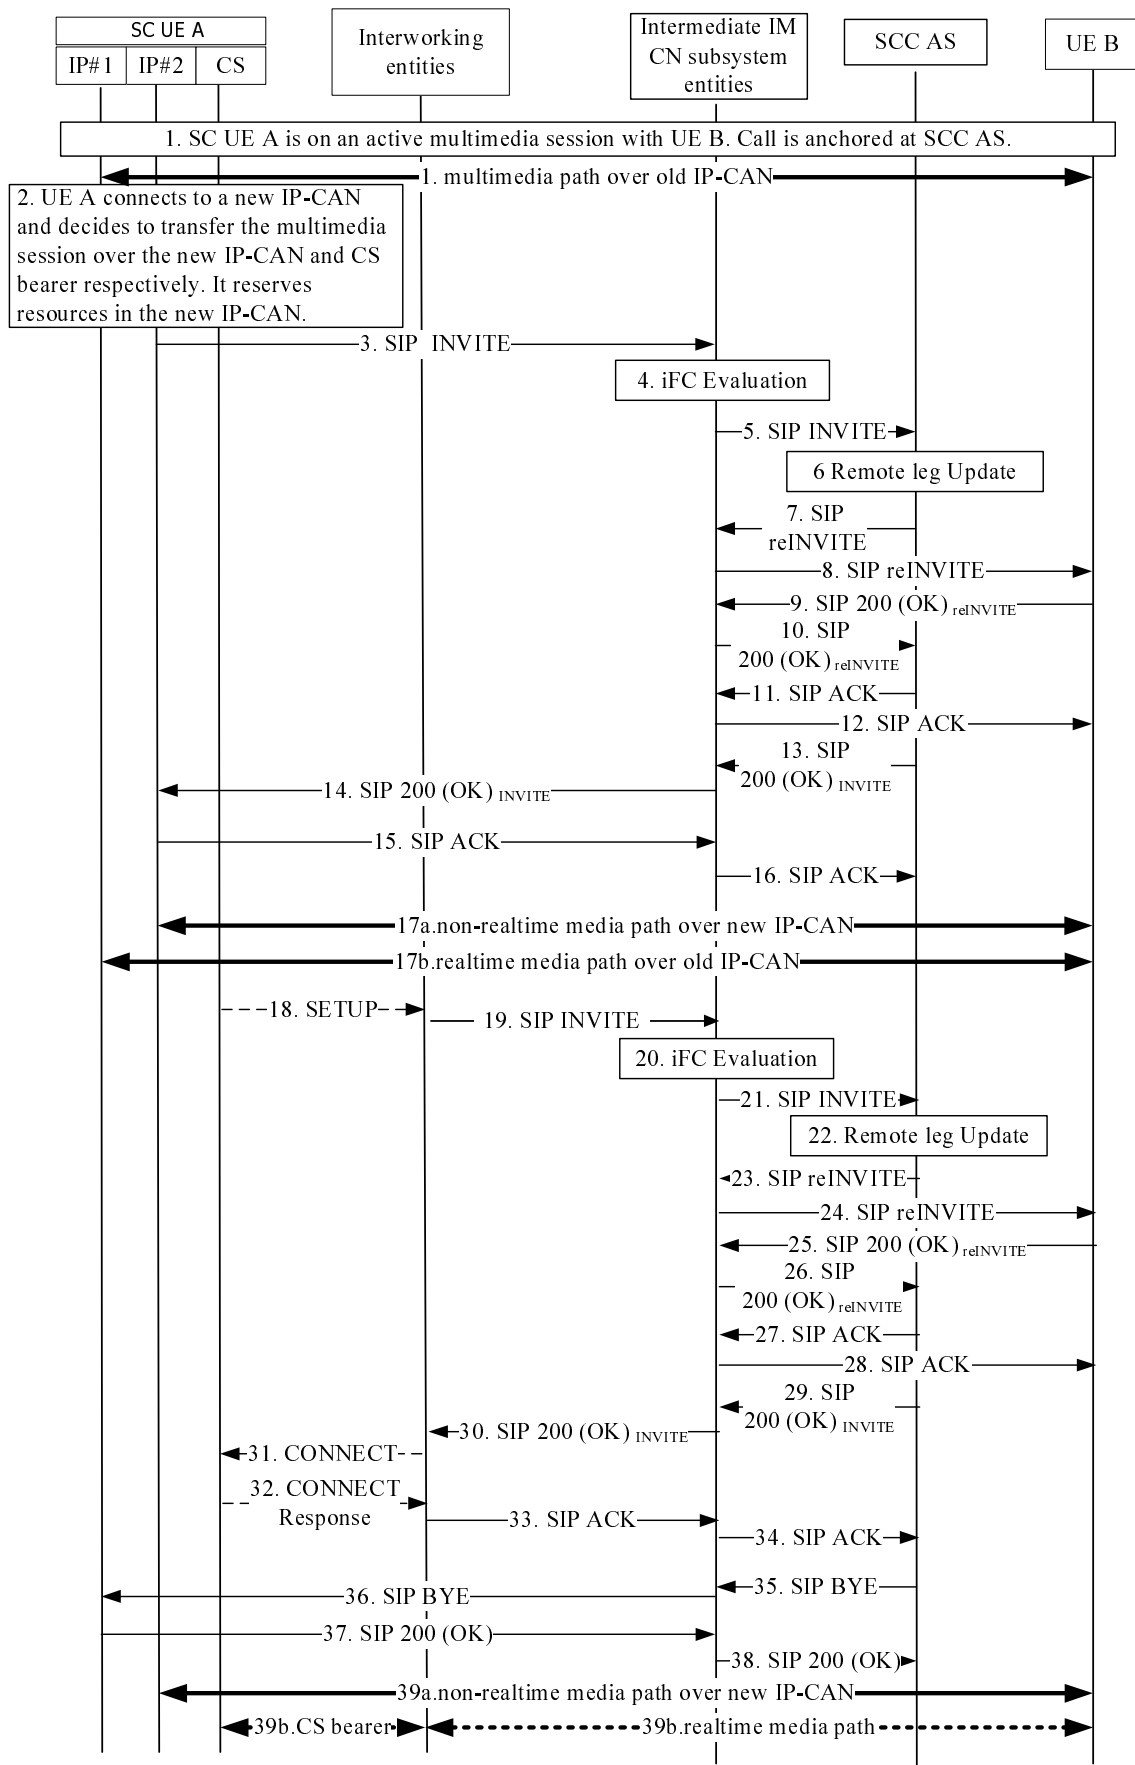 SC UE A
IP#1 IP#2 CS
Interworking
entities
Intermediate IM
CN subsystem
entities
SCC AS
UE B
1. SC UE A is on an active multimedia session with UE B. Call is anchored at SCC AS.
1. multimedia path over old IP-CAN
2. UE A connects to a new IP-CAN
and decides to transfer the multimedia
session over the new IP-CAN and CS
bearer respectively. It reserves
resources in the new IP-CAN.
3. SIP INVITE
4. iFC Evaluation
5. SIP INVITE
6 Remote leg Update
7. SIP
reINVITE
8. SIP reINVITE
9. SIP 200 (OK) reINVITE
10. SIP
200 (OK) reINVITE
11. SIP ACK
12. SIP ACK
13. SIP
200 (OK) INVITE
14. SIP 200 (OK) INVITE
15. SIP ACK
16. SIP ACK
17a.non-realtime media path over new IP-CAN
17b.realtime media path over old IP-CAN
18. SETUP
19. SIP INVITE
20. iFC Evaluation
21. SIP INVITE
22. Remote leg Update
23. SIP reINVITE
24. SIP reINVITE
25. SIP 200 (OK) reINVITE
26. SIP
200 (OK) reINVITE
27. SIP ACK
28. SIP ACK
29. SIP
200 (OK) INVITE
30. SIP 200 (OK) INVITE
31. CONNECT
32. CONNECT
Response
33. SIP ACK
34. SIP ACK
35. SIP BYE
36. SIP BYE
37. SIP 200 (OK)
38. SIP 200 (OK)
39a.non-realtime media path over new IP-CAN
39b.CS bearer
39b.realtime media path